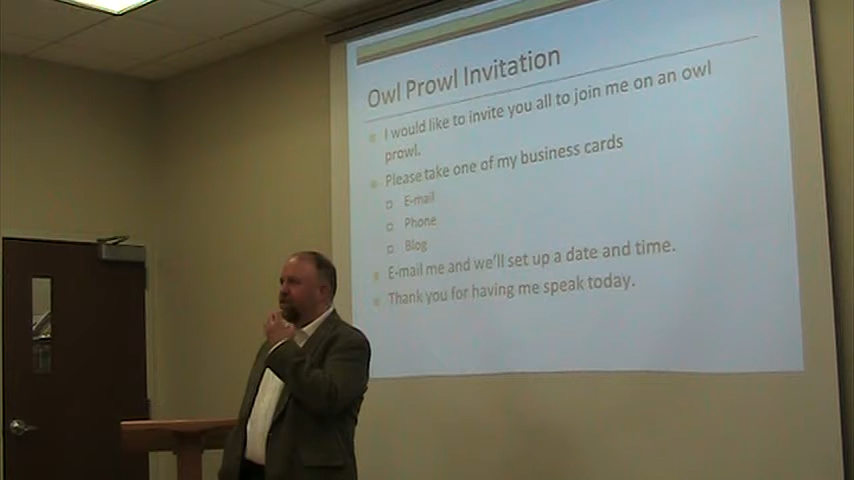 Owl Prowl Invitation
I would like to invite you all to join me on an owl
prowl.
Please take one of my business cards
E-mail
Phone
Blog
E-mail me and we'll set up a date and time.
Thank you for having me speak today.